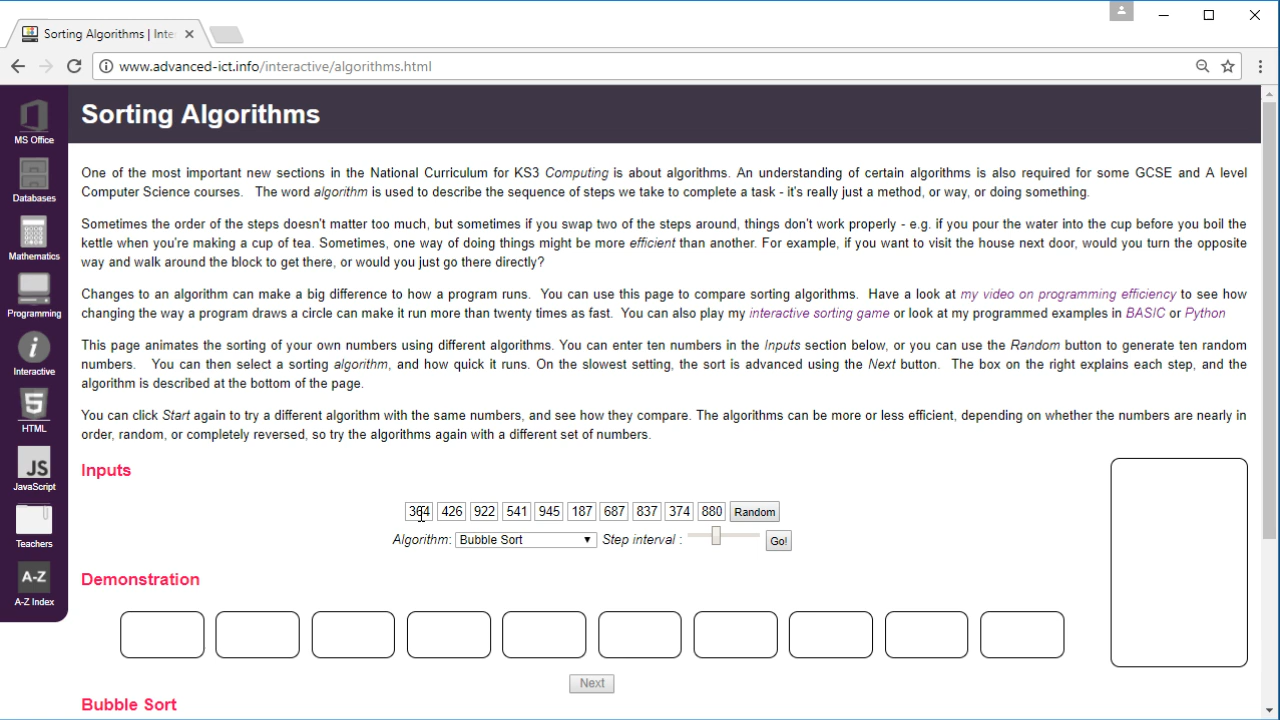 Sorting Algorithms | Inte
www.advanced-ict.info/interactive/algorithms.html
MS Office
Databases
Mathematics
Programming
Interactive
HTML
JS
JavaScript
Teachers
A-Z
A-Z Index
Sorting Algorithms
One of the most important new sections in the National Curriculum for KS3 Computing is about algorithms. An understanding of certain algorithms is also required for some GCSE and A level
Computer Science courses. The word algorithm is used to describe the sequence of steps we take to complete a task - it's really just a method, or way, or doing something.
Sometimes the order of the steps doesn't matter too much, but sometimes if you swap two of the steps around, things don't work properly - e.g. if you pour the water into the cup before you boil the
kettle when you're making a cup of tea. Sometimes, one way of doing things might be more efficient than another. For example, if you want to visit the house next door, would you turn the opposite
way and walk around the block to get there, or would you just go there directly?
Changes to an algorithm can make a big difference to how a program runs. You can use this page to compare sorting algorithms. Have a look at my video on programming efficiency to see how
changing the way a program draws a circle can make it run more than twenty times as fast. You can also play my interactive sorting game or look at my programmed examples in BASIC or Python
This page animates the sorting of your own numbers using different algorithms. You can enter ten numbers in the Inputs section below, or you can use the Random button to generate ten random
numbers. You can then select a sorting algorithm, and how quick it runs. On the slowest setting, the sort is advanced using the Next button. The box on the right explains each step, and the
algorithm is described at the bottom of the page.
You can click Start again to try a different algorithm with the same numbers, and see how they compare. The algorithms can be more or less efficient, depending on whether the numbers are nearly in
order, random, or completely reversed, so try the algorithms again with a different set of numbers.
Inputs
364 426 922 541 945 187 687 837 374 880 Random
Algorithm: Bubble Sort Step interval : Go!
Demonstration
Next
Bubble Sort